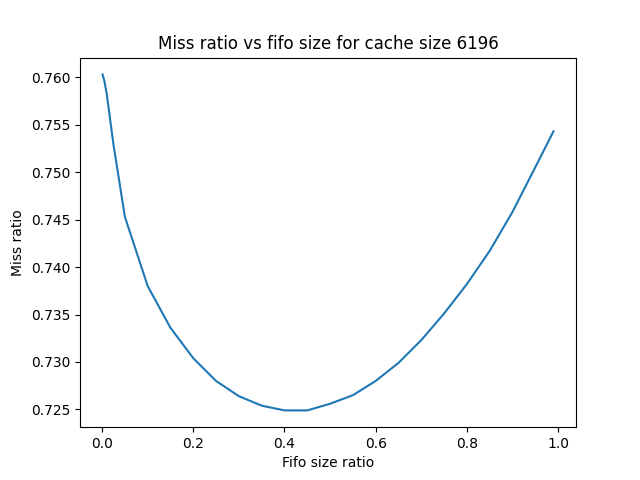 Miss ratio vs fifo size for cache size 6196
0.760
0.755
0.750
0.745
0.740
0.735
0.730
0.725
Miss ratio
0.0 0.2 0.4 0.6 0.8 1.0
Fifo size ratio